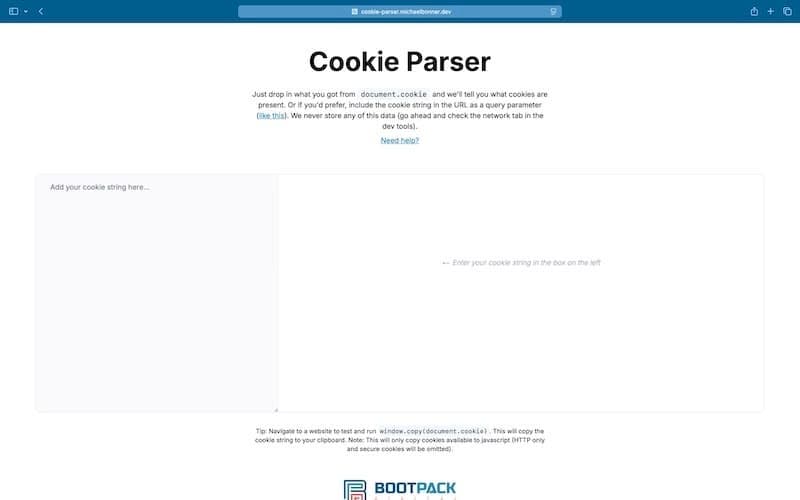 cookie-parser.michaelbonner.dev
Cookie Parser
Just drop in what you got from document.cookie and we'll tell you what cookies are
present. Or if you'd prefer, include the cookie string in the URL as a query parameter
(like this). We never store any of this data (go ahead and check the network tab in the
dev tools).
Need help?
Add your cookie string here...
← Enter your cookie string in the box on the left
Tip: Navigate to a website to test and run window.copy(document.cookie). This will copy the
cookie string to your clipboard. Note: This will only copy cookies available to javascript (HTTP only
and secure cookies will be omitted).
BOOTPACK